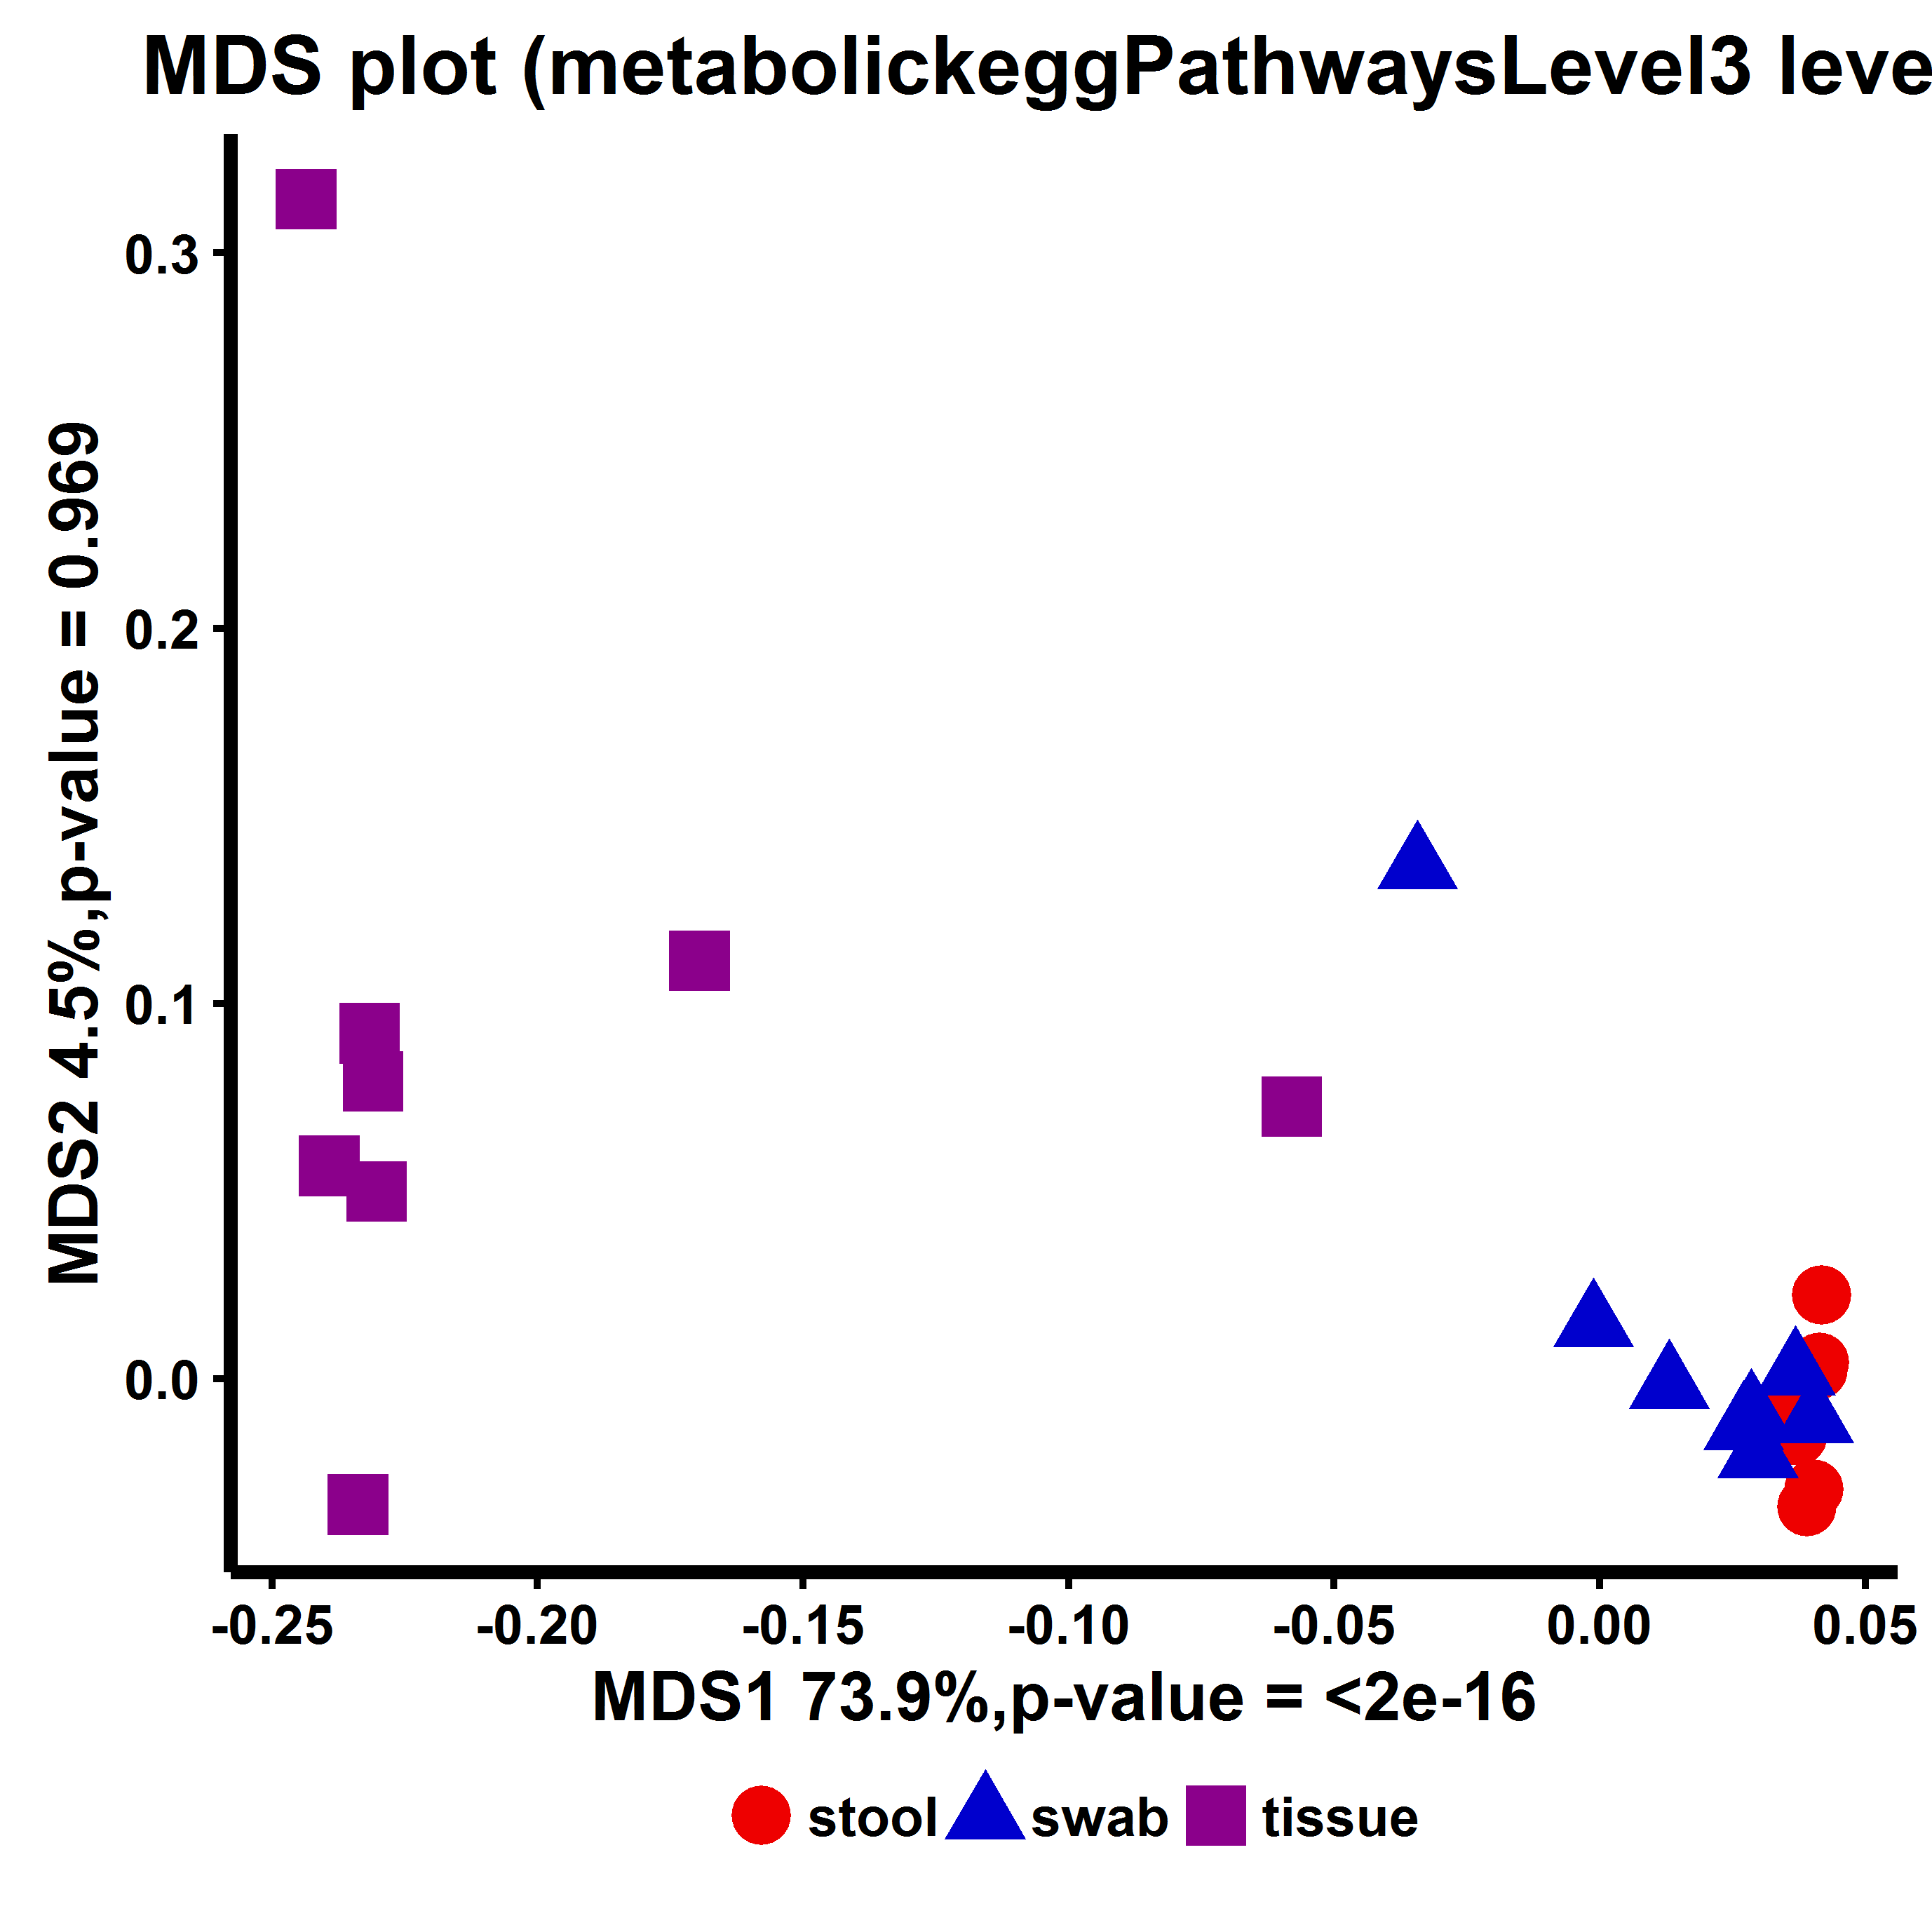 MDS plot (metabolickeggPathwaysLevel3 leve
MDS2 4.5%,p-value = 0.969
0.3
0.2
0.1
0.0
-0.25 -0.20 -0.15 -0.10 -0.05 0.00 0.05
MDS1 73.9%,p-value = <2e-16
stool swab tissue